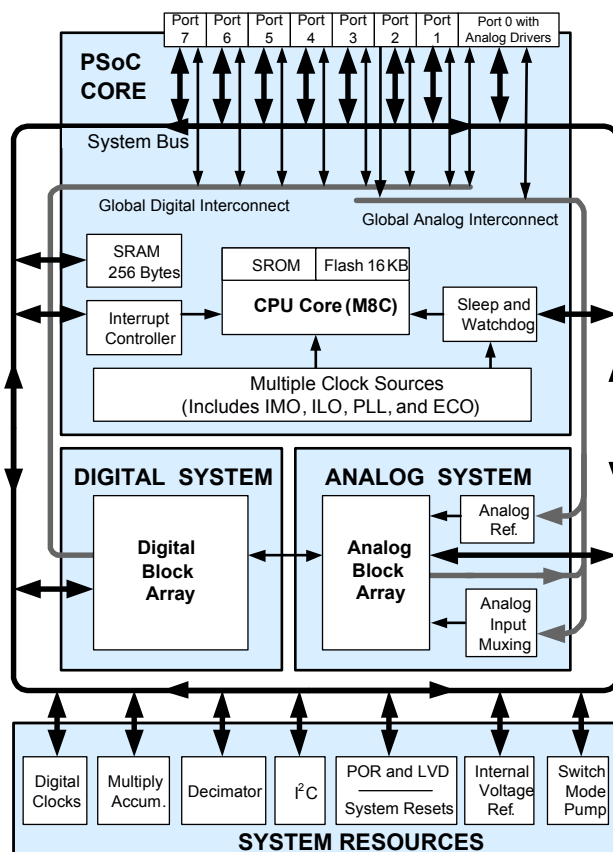 Port 7
Port 6
Port 5
Port 4
Port 3
Port 2
Port 1
Port 0 with
Analog Drivers
PSoC
CORE
System Bus
Global Digital Interconnect
Global Analog Interconnect
SRAM
256 Bytes
Interrupt
Controller
SROM
Flash 16 KB
CPU Core (M8C)
Sleep and
Watchdog
Multiple Clock Sources
(Includes IMO, ILO, PLL, and ECO)
DIGITAL SYSTEM
Digital
Block
Array
ANALOG SYSTEM
Analog
Block
Array
Analog
Ref.
Analog
Input
Muxing
Digital
Clocks
Multiply
Accum.
Decimator
I²C
POR and LVD
System Resets
Internal
Voltage
Ref.
Switch
Mode
Pump
SYSTEM RESOURCES